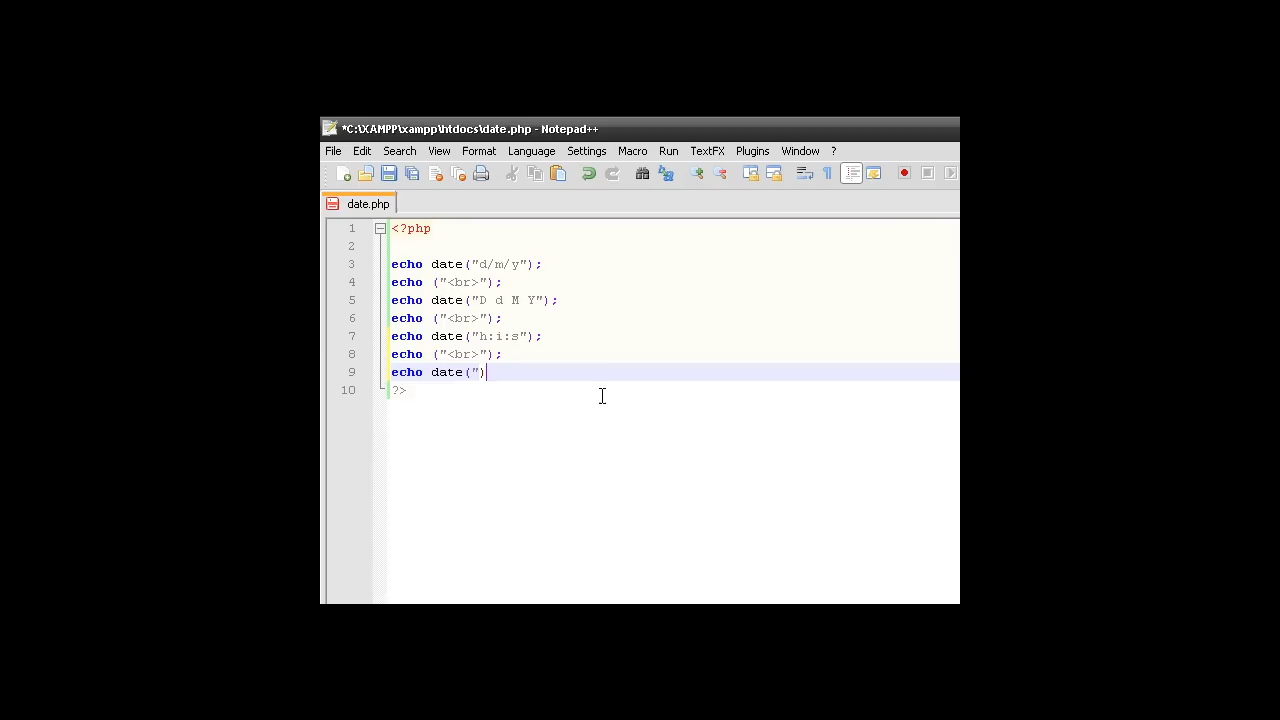 *C:\XAMPP\xampp\htdocs\date.php - Notepad++
File Edit Search View Format Language Settings Macro Run TextFX Plugins Window ?
date.php
1 <?php
2
3 echo date("d/m/y");
4 echo ("<br>");
5 echo date("D d M Y");
6 echo ("<br>");
7 echo date("h:i:s");
8 echo ("<br>");
9 echo date(")
10 ?>